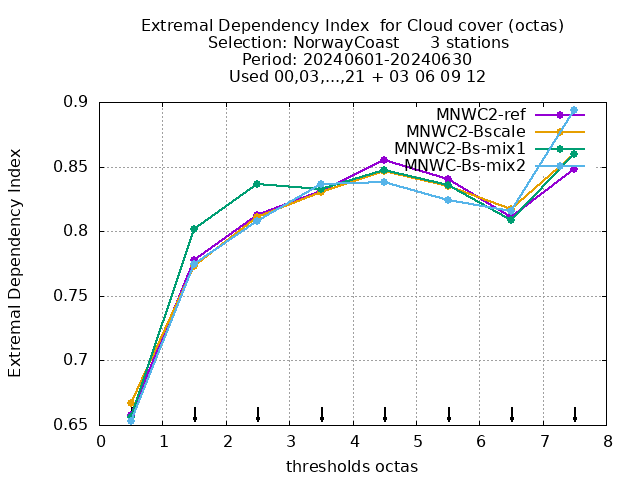 Extremal Dependency Index  for Cloud cover (octas)
Selection: NorwayCoast      3 stations
Period: 20240601-20240630
Used 00,03,...,21 + 03 06 09 12
MNWC2-ref
MNWC2-Bscale
MNWC2-Bs-mix1
MNWC-Bs-mix2
Extremal Dependency Index
0.9
0.85
0.8
0.75
0.7
0.65
0 1 2 3 4 5 6 7 8
thresholds octas